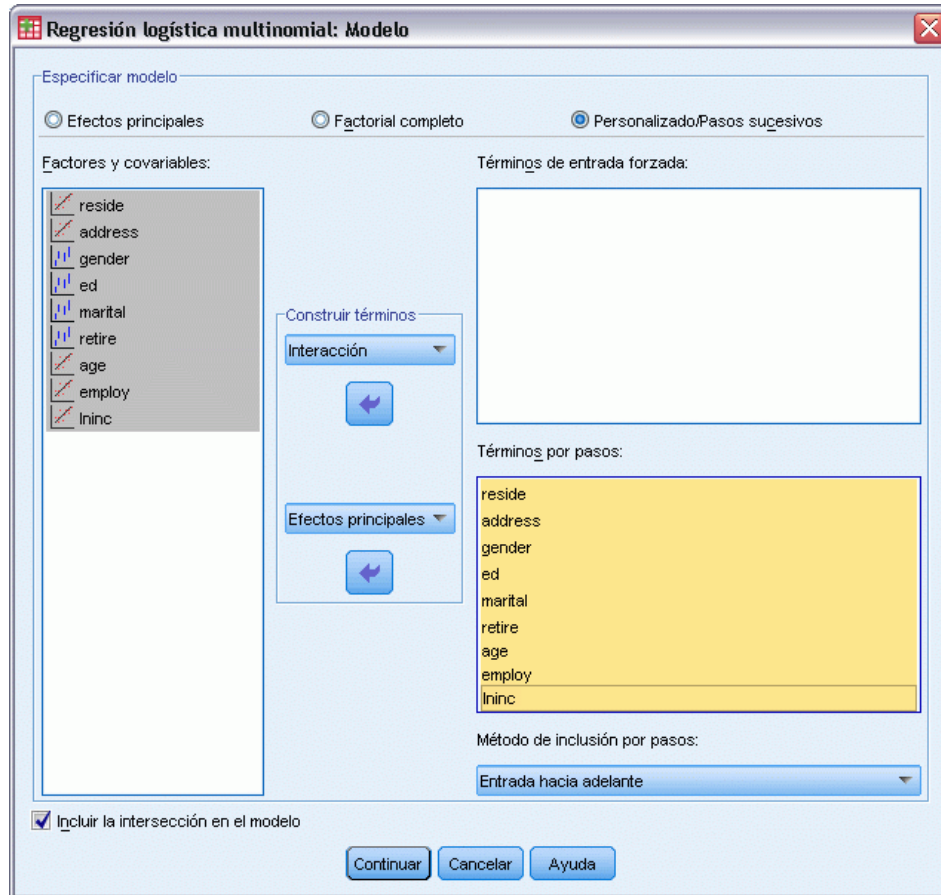 Regresión logística multinomial: Modelo
Especificar modelo
Efectos principales
Factorial completo
Personalizado/Pasos sucesivos
Factores y covariables:
reside
address
gender
ed
marital
retire
age
employ
lninc
Construir términos
Interacción
Efectos principales
Términos de entrada forzada:
Términos por pasos:
reside
address
gender
ed
marital
retire
age
employ
lninc
Método de inclusión por pasos:
Entrada hacia adelante
Incluir la intersección en el modelo
Continuar
Cancelar
Ayuda